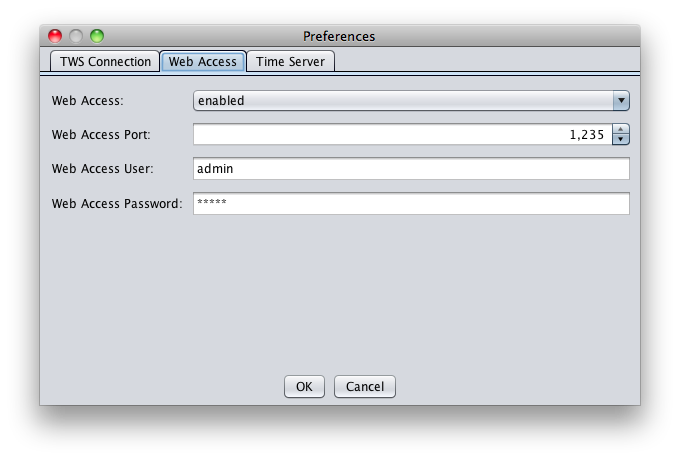 Preferences
TWS Connection Web Access Time Server
Web Access: enabled
Web Access Port: 1,235
Web Access User: admin
Web Access Password: *****
OK Cancel